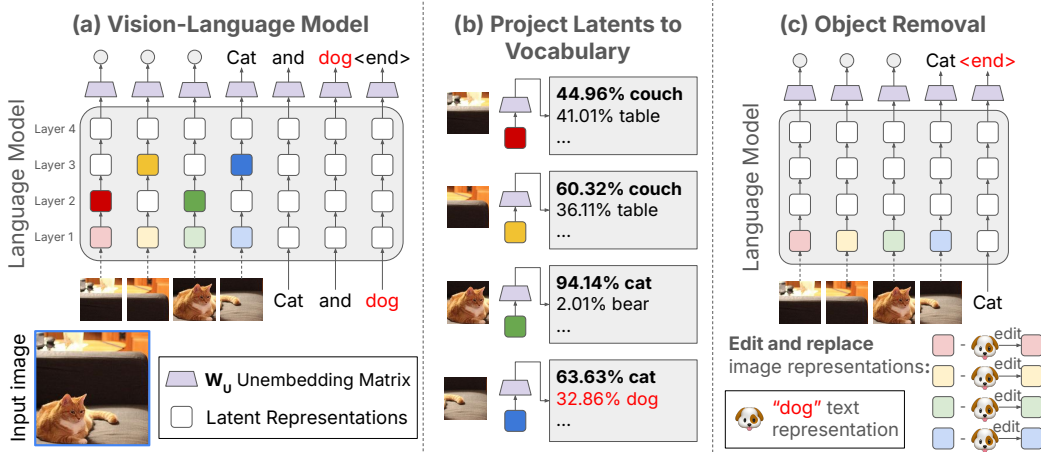 (a) Vision-Language Model
Cat and dog <end>
Language Model
Layer 4
Layer 3
Layer 2
Layer 1
Cat and dog
Input image
W_U Unembedding Matrix
Latent Representations
(b) Project Latents to
Vocabulary
44.96% couch
41.01% table
...
60.32% couch
36.11% table
...
94.14% cat
2.01% bear
...
63.63% cat
32.86% dog
...
(c) Object Removal
Cat <end>
Language Model
Cat
Edit and replace
image representations:
- edit
- edit
- edit
- edit
"dog" text
representation